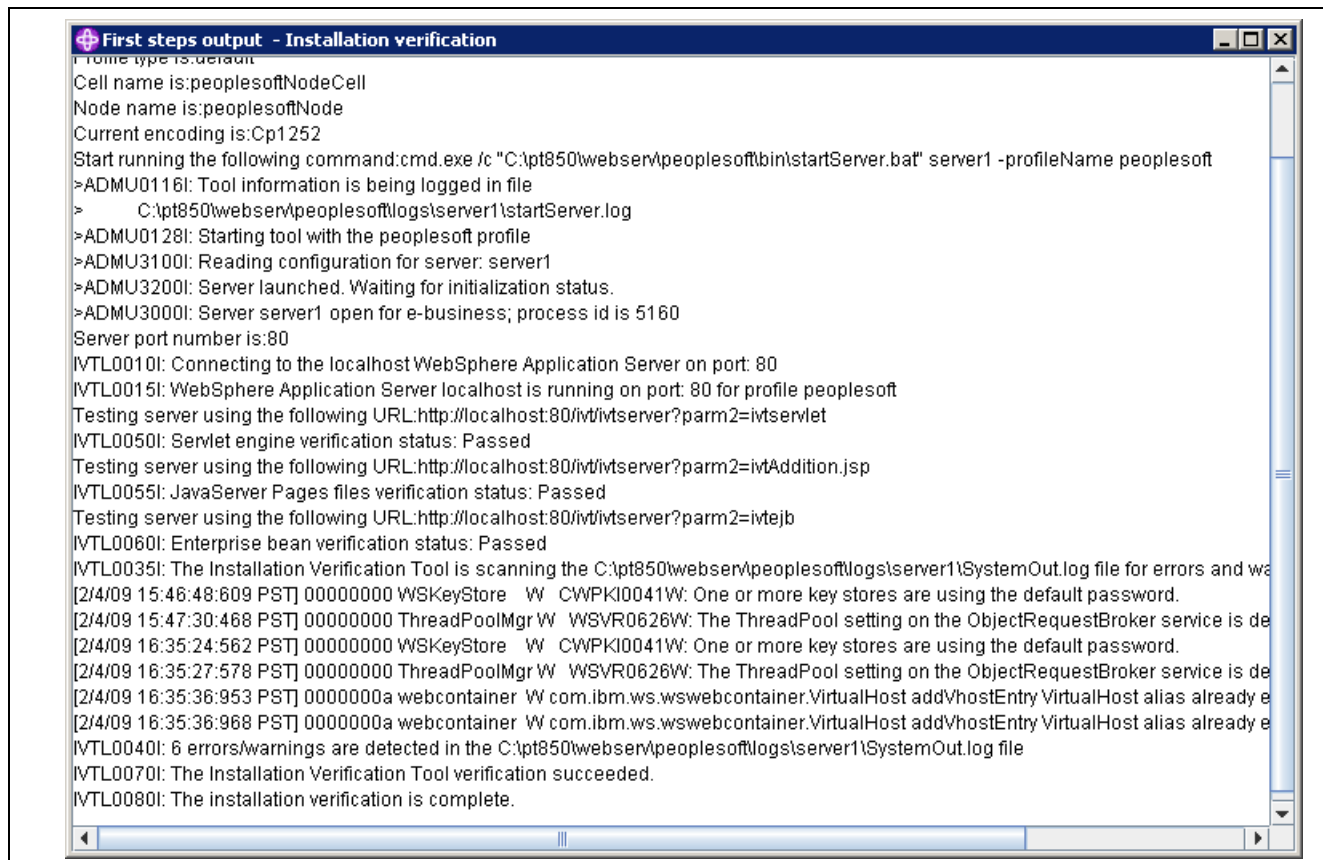 First steps output - Installation verification
Profile type is:default
Cell name is:peoplesoftNodeCell
Node name is:peoplesoftNode
Current encoding is:Cp1252
Start running the following command:cmd.exe /c "C:\pt850\webserv\peoplesoft\bin\startServer.bat" server1 -profileName peoplesoft
>ADMU0116I: Tool information is being logged in file
> C:\pt850\webserv\peoplesoft\logs\server1\startServer.log
>ADMU0128I: Starting tool with the peoplesoft profile
>ADMU3100I: Reading configuration for server: server1
>ADMU3200I: Server launched. Waiting for initialization status.
>ADMU3000I: Server server1 open for e-business; process id is 5160
Server port number is:80
IVTL0010I: Connecting to the localhost WebSphere Application Server on port: 80
IVTL0015I: WebSphere Application Server localhost is running on port: 80 for profile peoplesoft
Testing server using the following URL:http://localhost:80/ivt/ivtserver?parm2=ivtservlet
IVTL0050I: Servlet engine verification status: Passed
Testing server using the following URL:http://localhost:80/ivt/ivtserver?parm2=ivtAddition.jsp
IVTL0055I: JavaServer Pages files verification status: Passed
Testing server using the following URL:http://localhost:80/ivt/ivtserver?parm2=ivtejb
IVTL0060I: Enterprise bean verification status: Passed
IVTL0035I: The Installation Verification Tool is scanning the C:\pt850\webserv\peoplesoft\logs\server1\SystemOut.log file for errors and wa
[2/4/09 15:46:48:609 PST] 00000000 WSKeyStore W CWPKI0041W: One or more key stores are using the default password.
[2/4/09 15:47:30:468 PST] 00000000 ThreadPoolMgr W WSVR0626W: The ThreadPool setting on the ObjectRequestBroker service is de
[2/4/09 16:35:24:562 PST] 00000000 WSKeyStore W CWPKI0041W: One or more key stores are using the default password.
[2/4/09 16:35:27:578 PST] 00000000 ThreadPoolMgr W WSVR0626W: The ThreadPool setting on the ObjectRequestBroker service is de
[2/4/09 16:35:36:953 PST] 0000000a webcontainer W com.ibm.ws.wswebcontainer.VirtualHost addVhostEntry VirtualHost alias already e
[2/4/09 16:35:36:968 PST] 0000000a webcontainer W com.ibm.ws.wswebcontainer.VirtualHost addVhostEntry VirtualHost alias already e
IVTL0040I: 6 errors/warnings are detected in the C:\pt850\webserv\peoplesoft\logs\server1\SystemOut.log file
IVTL0070I: The Installation Verification Tool verification succeeded.
IVTL0080I: The installation verification is complete.